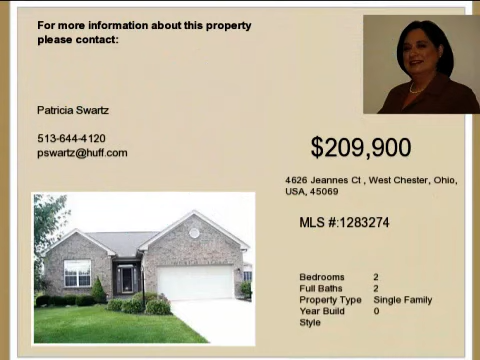 For more information about this property
please contact:
Patricia Swartz
513-644-4120
pswartz@huff.com
$209,900
4626 Jeannes Ct , West Chester, Ohio,
USA, 45069
MLS #:1283274
Bedrooms 2
Full Baths 2
Property Type Single Family
Year Build 0
Style